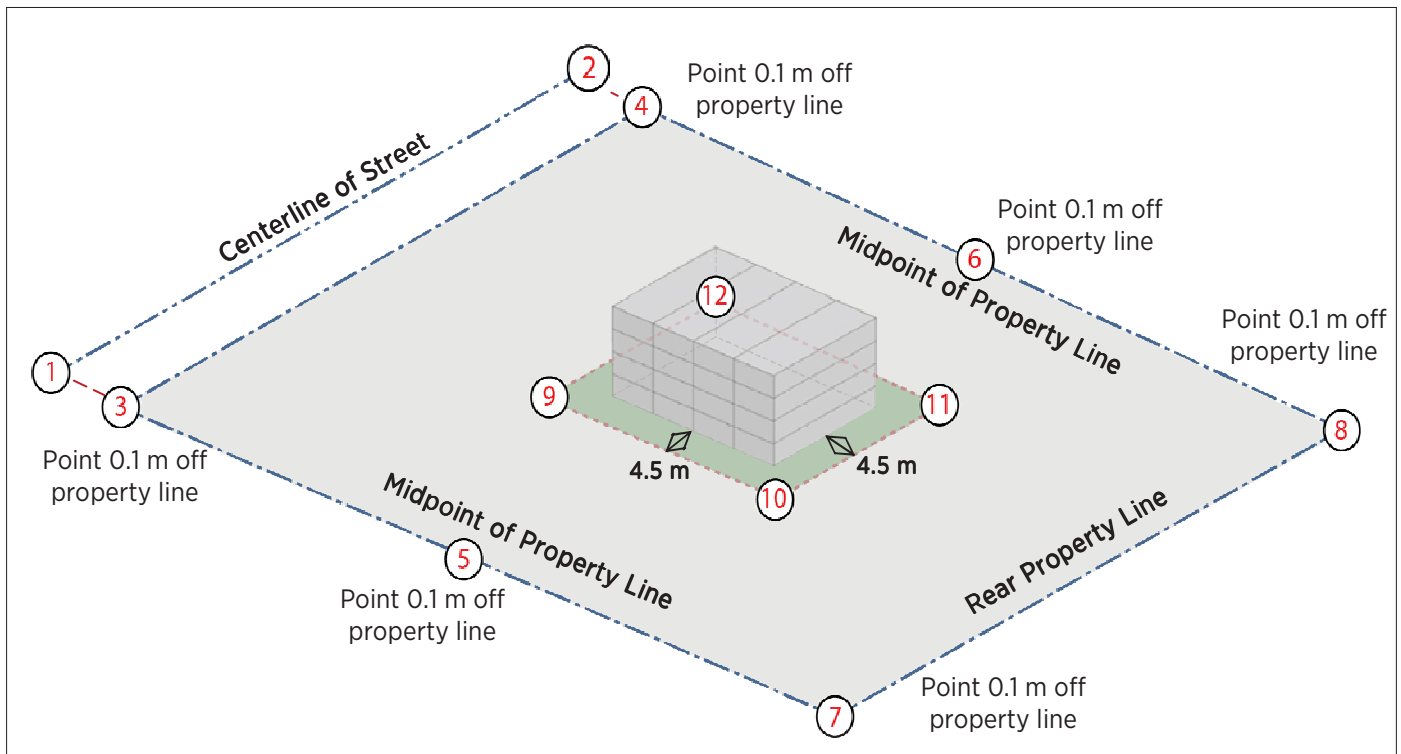 2
4
Point 0.1 m off
property line
Centerline of Street
Point 0.1 m off
property line
6
Midpoint of Property Line
12
Point 0.1 m off
property line
1
3
9
11
8
Point 0.1 m off
property line
4.5 m
4.5 m
10
Midpoint of Property Line
5
Point 0.1 m off
property line
Rear Property Line
7
Point 0.1 m off
property line